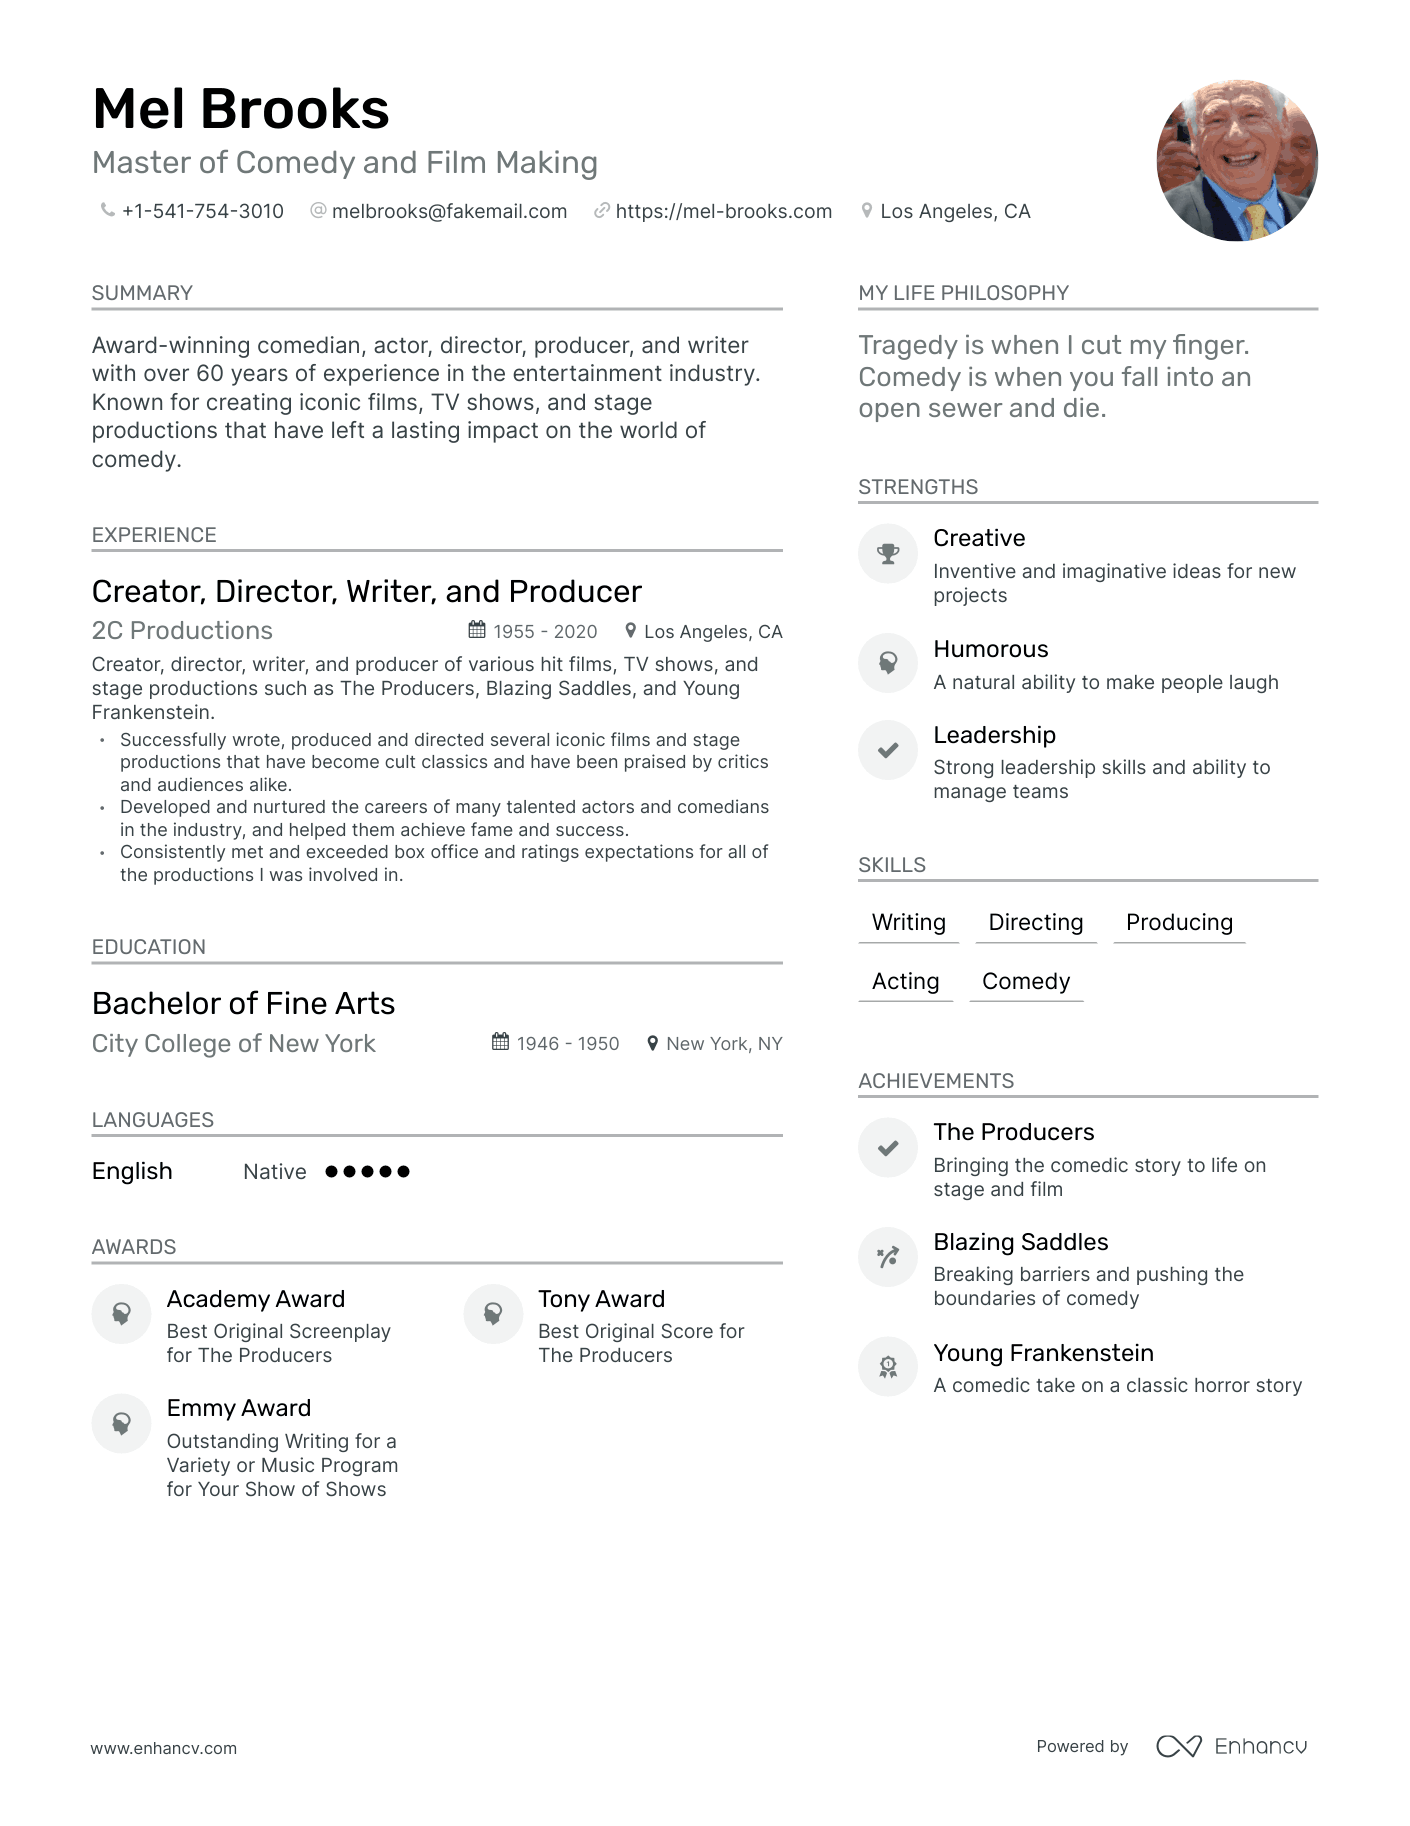 Mel Brooks
Master of Comedy and Film Making
+1-541-754-3010 melbrooks@fakemail.com https://mel-brooks.com Los Angeles, CA
SUMMARY
Award-winning comedian, actor, director, producer, and writer
with over 60 years of experience in the entertainment industry.
Known for creating iconic films, TV shows, and stage
productions that have left a lasting impact on the world of
comedy.
EXPERIENCE
Creator, Director, Writer, and Producer
2C Productions 1955 - 2020 Los Angeles, CA
Creator, director, writer, and producer of various hit films, TV shows, and
stage productions such as The Producers, Blazing Saddles, and Young
Frankenstein.
• Successfully wrote, produced and directed several iconic films and stage
productions that have become cult classics and have been praised by critics
and audiences alike.
• Developed and nurtured the careers of many talented actors and comedians
in the industry, and helped them achieve fame and success.
• Consistently met and exceeded box office and ratings expectations for all of
the productions I was involved in.
EDUCATION
Bachelor of Fine Arts
City College of New York 1946 - 1950 New York, NY
LANGUAGES
English Native
AWARDS
Academy Award
Best Original Screenplay
for The Producers
Tony Award
Best Original Score for
The Producers
Emmy Award
Outstanding Writing for a
Variety or Music Program
for Your Show of Shows
MY LIFE PHILOSOPHY
Tragedy is when I cut my finger.
Comedy is when you fall into an
open sewer and die.
STRENGTHS
Creative
Inventive and imaginative ideas for new
projects
Humorous
A natural ability to make people laugh
Leadership
Strong leadership skills and ability to
manage teams
SKILLS
Writing Directing Producing
Acting Comedy
ACHIEVEMENTS
The Producers
Bringing the comedic story to life on
stage and film
Blazing Saddles
Breaking barriers and pushing the
boundaries of comedy
Young Frankenstein
A comedic take on a classic horror story
www.enhancv.com
Powered by Enhancv